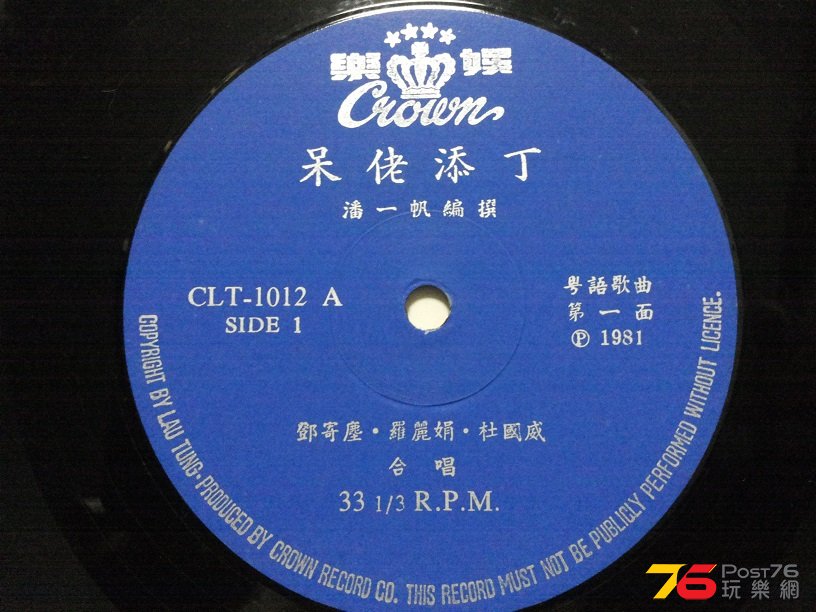 樂 娛
Crown
呆佬添丁
潘一帆編撰
CLT-1012 A
SIDE 1
粵語歌曲
第一面
Ⓟ 1981
鄧寄塵・羅麗娟・杜國威
合唱
33 1/3 R.P.M.
COPYRIGHT BY LAU TUNG・PRODUCED BY CROWN RECORD CO. THIS RECORD MUST NOT BE PUBLICLY PERFORMED WITHOUT LICENCE.
76 POST76
玩樂網